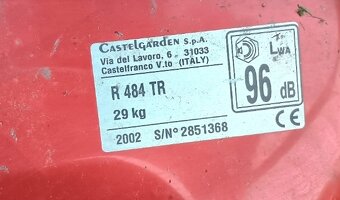 CASTELGARDEN S.p.A.
Via del Lavoro, 6 - 31033
Castelfranco V.to (ITALY)
R 484 TR
29 kg
2002 S/N° 2851368
LWA
96 dB
CE